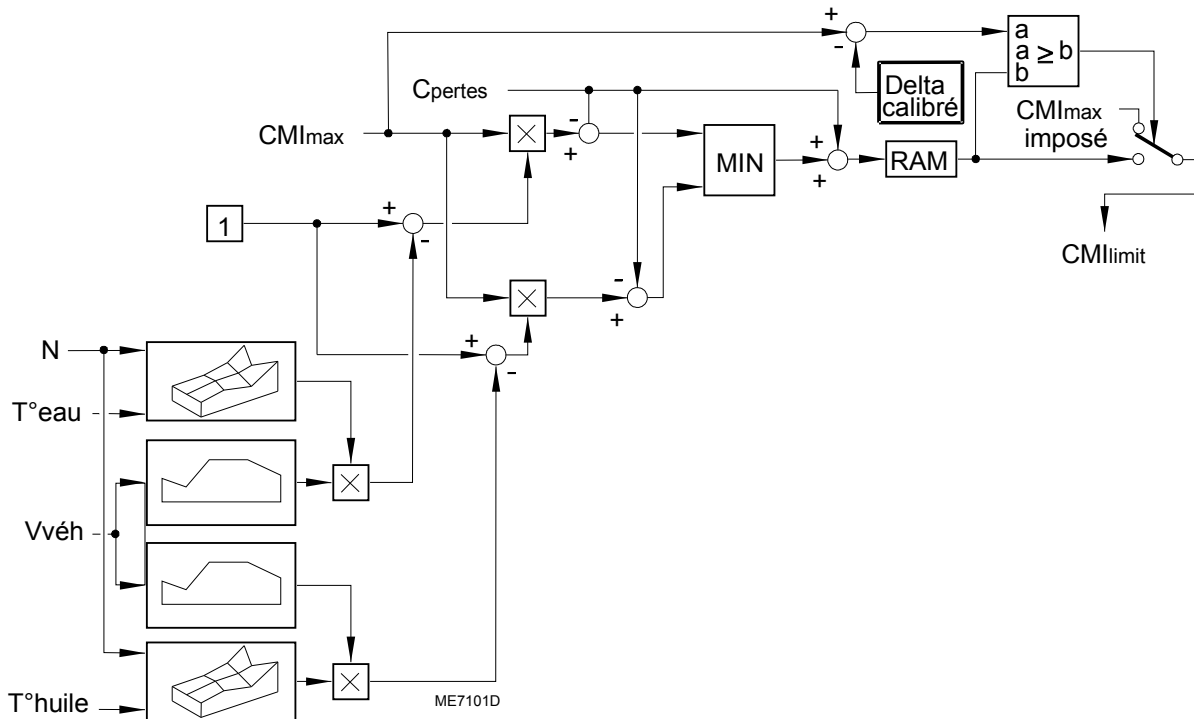 +
-
a
a ≥ b
b
Delta
calibré
Cpertes
CMImax
×
-
+
MIN
+
+
RAM
CMImax
imposé
CMIlimit
1
+
-
×
-
+
+
-
N
T°eau
×
Vvéh
×
T°huile
ME7101D